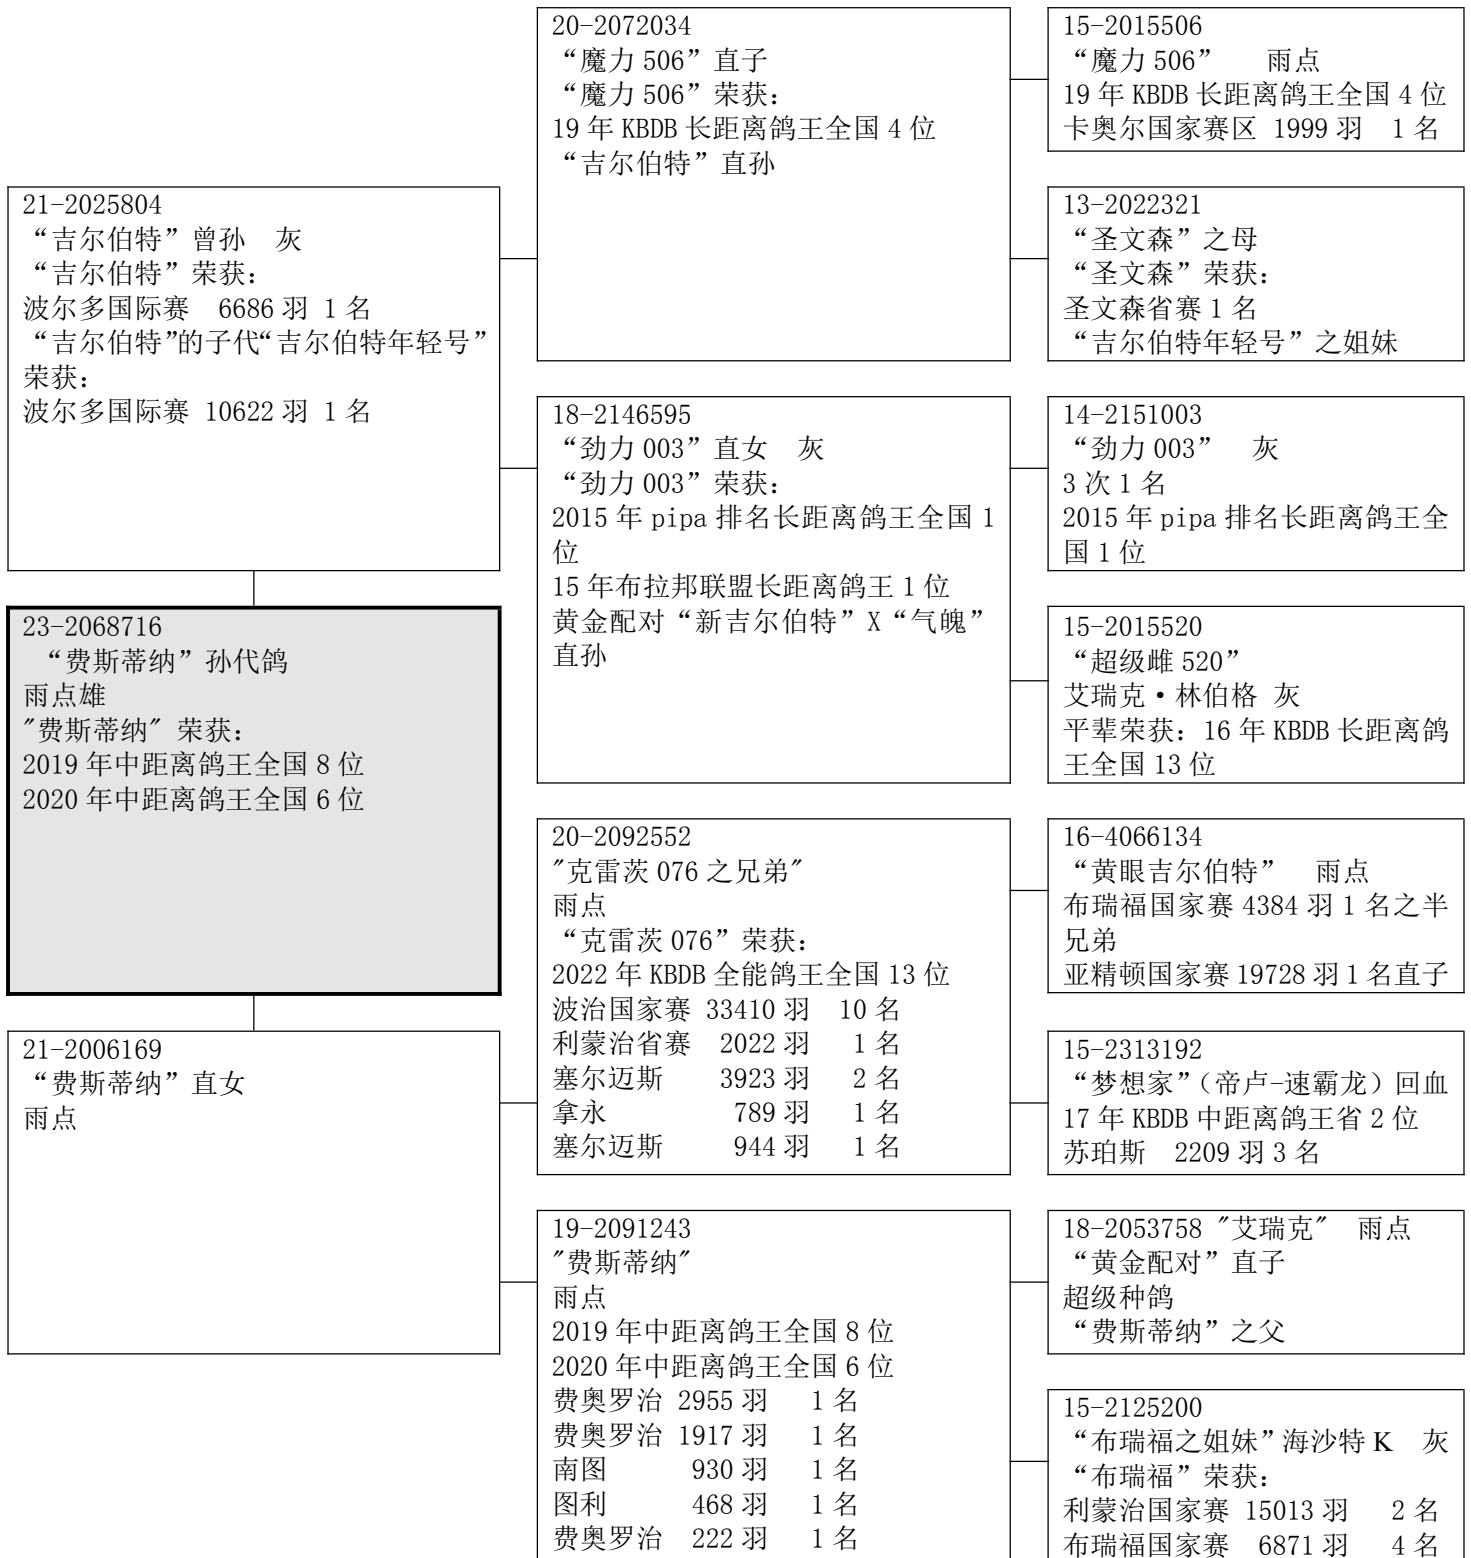 21-2025804
“吉尔伯特”曾孙 灰
“吉尔伯特”荣获：
波尔多国际赛 6686 羽 1 名
“吉尔伯特”的子代“吉尔伯特年轻号”
荣获：
波尔多国际赛 10622 羽 1 名
23-2068716
“费斯蒂纳”孙代鸽
雨点雄
"费斯蒂纳" 荣获：
2019 年中距离鸽王全国 8 位
2020 年中距离鸽王全国 6 位
21-2006169
“费斯蒂纳”直女
雨点
20-2072034
“魔力 506”直子
“魔力 506”荣获：
19 年 KBDB 长距离鸽王全国 4 位
“吉尔伯特”直孙
18-2146595
“劲力 003”直女 灰
“劲力 003”荣获：
2015 年 pipa 排名长距离鸽王全国 1
位
15 年布拉邦联盟长距离鸽王 1 位
黄金配对“新吉尔伯特”X“气魄”
直孙
20-2092552
"克雷茨 076 之兄弟"
雨点
“克雷茨 076”荣获：
2022 年 KBDB 全能鸽王全国 13 位
波治国家赛 33410 羽 10 名
利蒙治省赛 2022 羽 1 名
塞尔迈斯 3923 羽 2 名
拿永 789 羽 1 名
塞尔迈斯 944 羽 1 名
19-2091243
"费斯蒂纳"
雨点
2019 年中距离鸽王全国 8 位
2020 年中距离鸽王全国 6 位
费奥罗治 2955 羽 1 名
费奥罗治 1917 羽 1 名
南图 930 羽 1 名
图利 468 羽 1 名
费奥罗治 222 羽 1 名
15-2015506
“魔力 506” 雨点
19 年 KBDB 长距离鸽王全国 4 位
卡奥尔国家赛区 1999 羽 1 名
13-2022321
“圣文森”之母
“圣文森”荣获：
圣文森省赛 1 名
“吉尔伯特年轻号”之姐妹
14-2151003
“劲力 003” 灰
3 次 1 名
2015 年 pipa 排名长距离鸽王全
国 1 位
15-2015520
“超级雌 520”
艾瑞克·林伯格 灰
平辈荣获：16 年 KBDB 长距离鸽
王全国 13 位
16-4066134
“黄眼吉尔伯特” 雨点
布瑞福国家赛 4384 羽 1 名之半
兄弟
亚精顿国家赛 19728 羽 1 名直子
15-2313192
“梦想家”（帝卢-速霸龙）回血
17 年 KBDB 中距离鸽王省 2 位
苏珀斯 2209 羽 3 名
18-2053758 "艾瑞克" 雨点
“黄金配对”直子
超级种鸽
“费斯蒂纳”之父
15-2125200
“布瑞福之姐妹”海沙特 K 灰
“布瑞福”荣获：
利蒙治国家赛 15013 羽 2 名
布瑞福国家赛 6871 羽 4 名